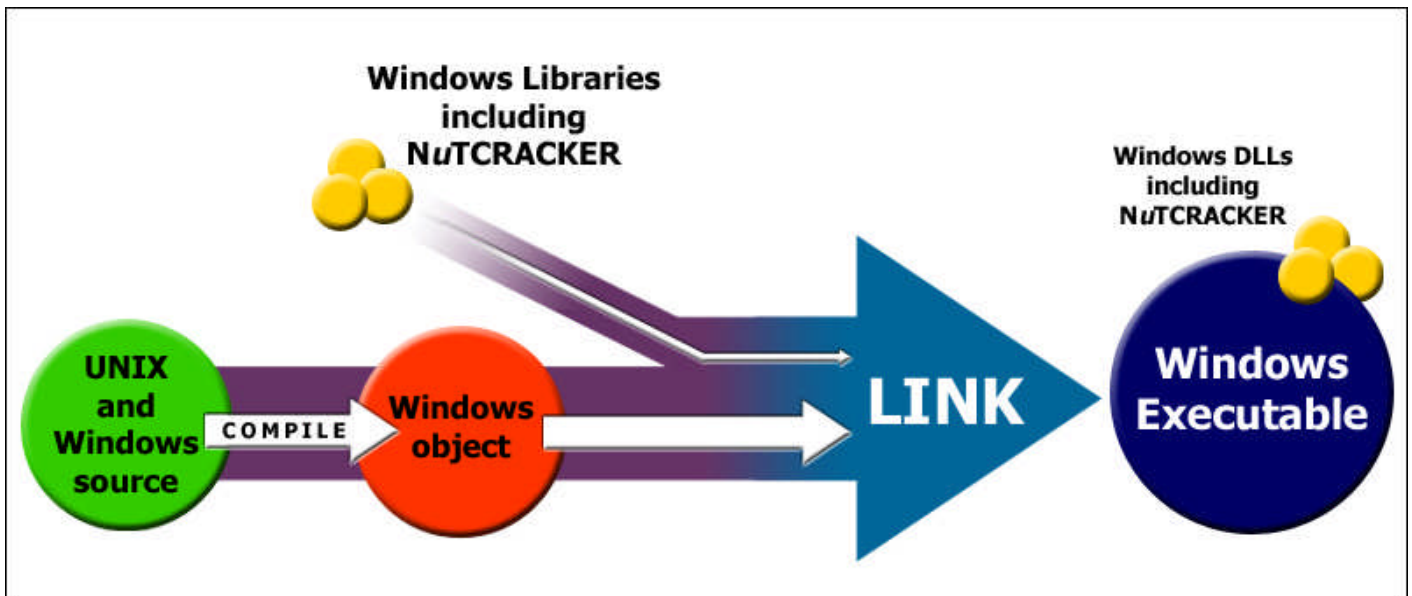 Windows Libraries
including
NuTCRACKER
Windows DLLs
including
NuTCRACKER
UNIX
and
Windows
source
COMPILE
Windows
object
LINK
Windows
Executable